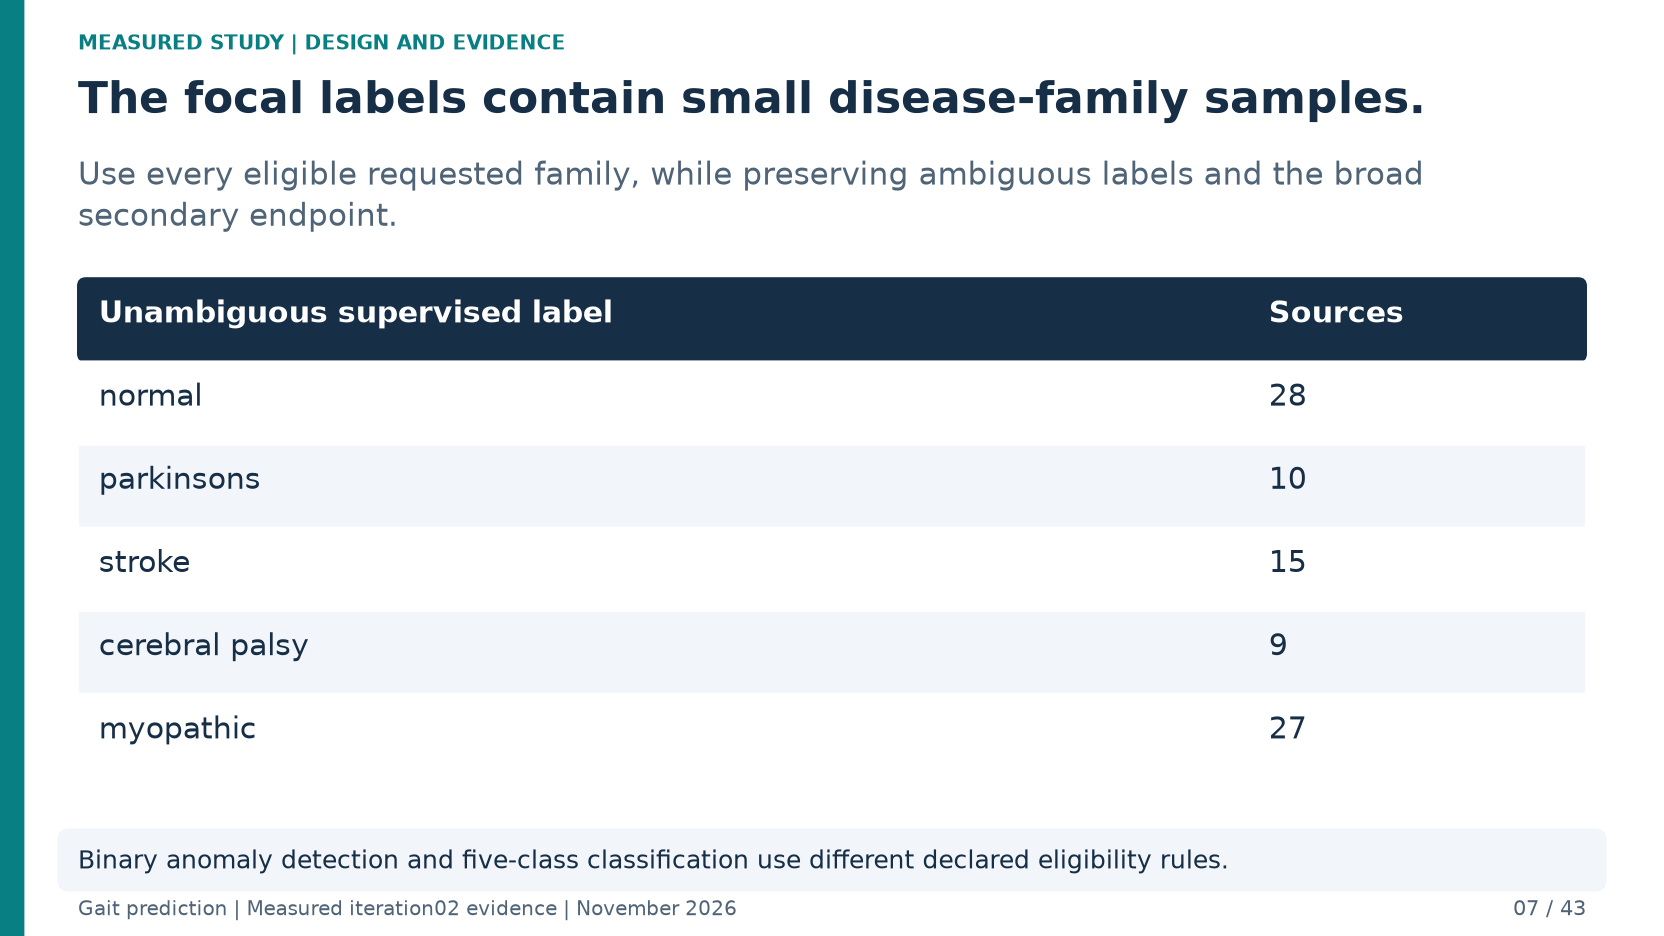 MEASURED STUDY | DESIGN AND EVIDENCE
The focal labels contain small disease-family samples.
Use every eligible requested family, while preserving ambiguous labels and the broad
secondary endpoint.
Unambiguous supervised label Sources
normal 28
parkinsons 10
stroke 15
cerebral palsy 9
myopathic 27
Binary anomaly detection and five-class classification use different declared eligibility rules.
Gait prediction | Measured iteration02 evidence | November 2026 07 / 43